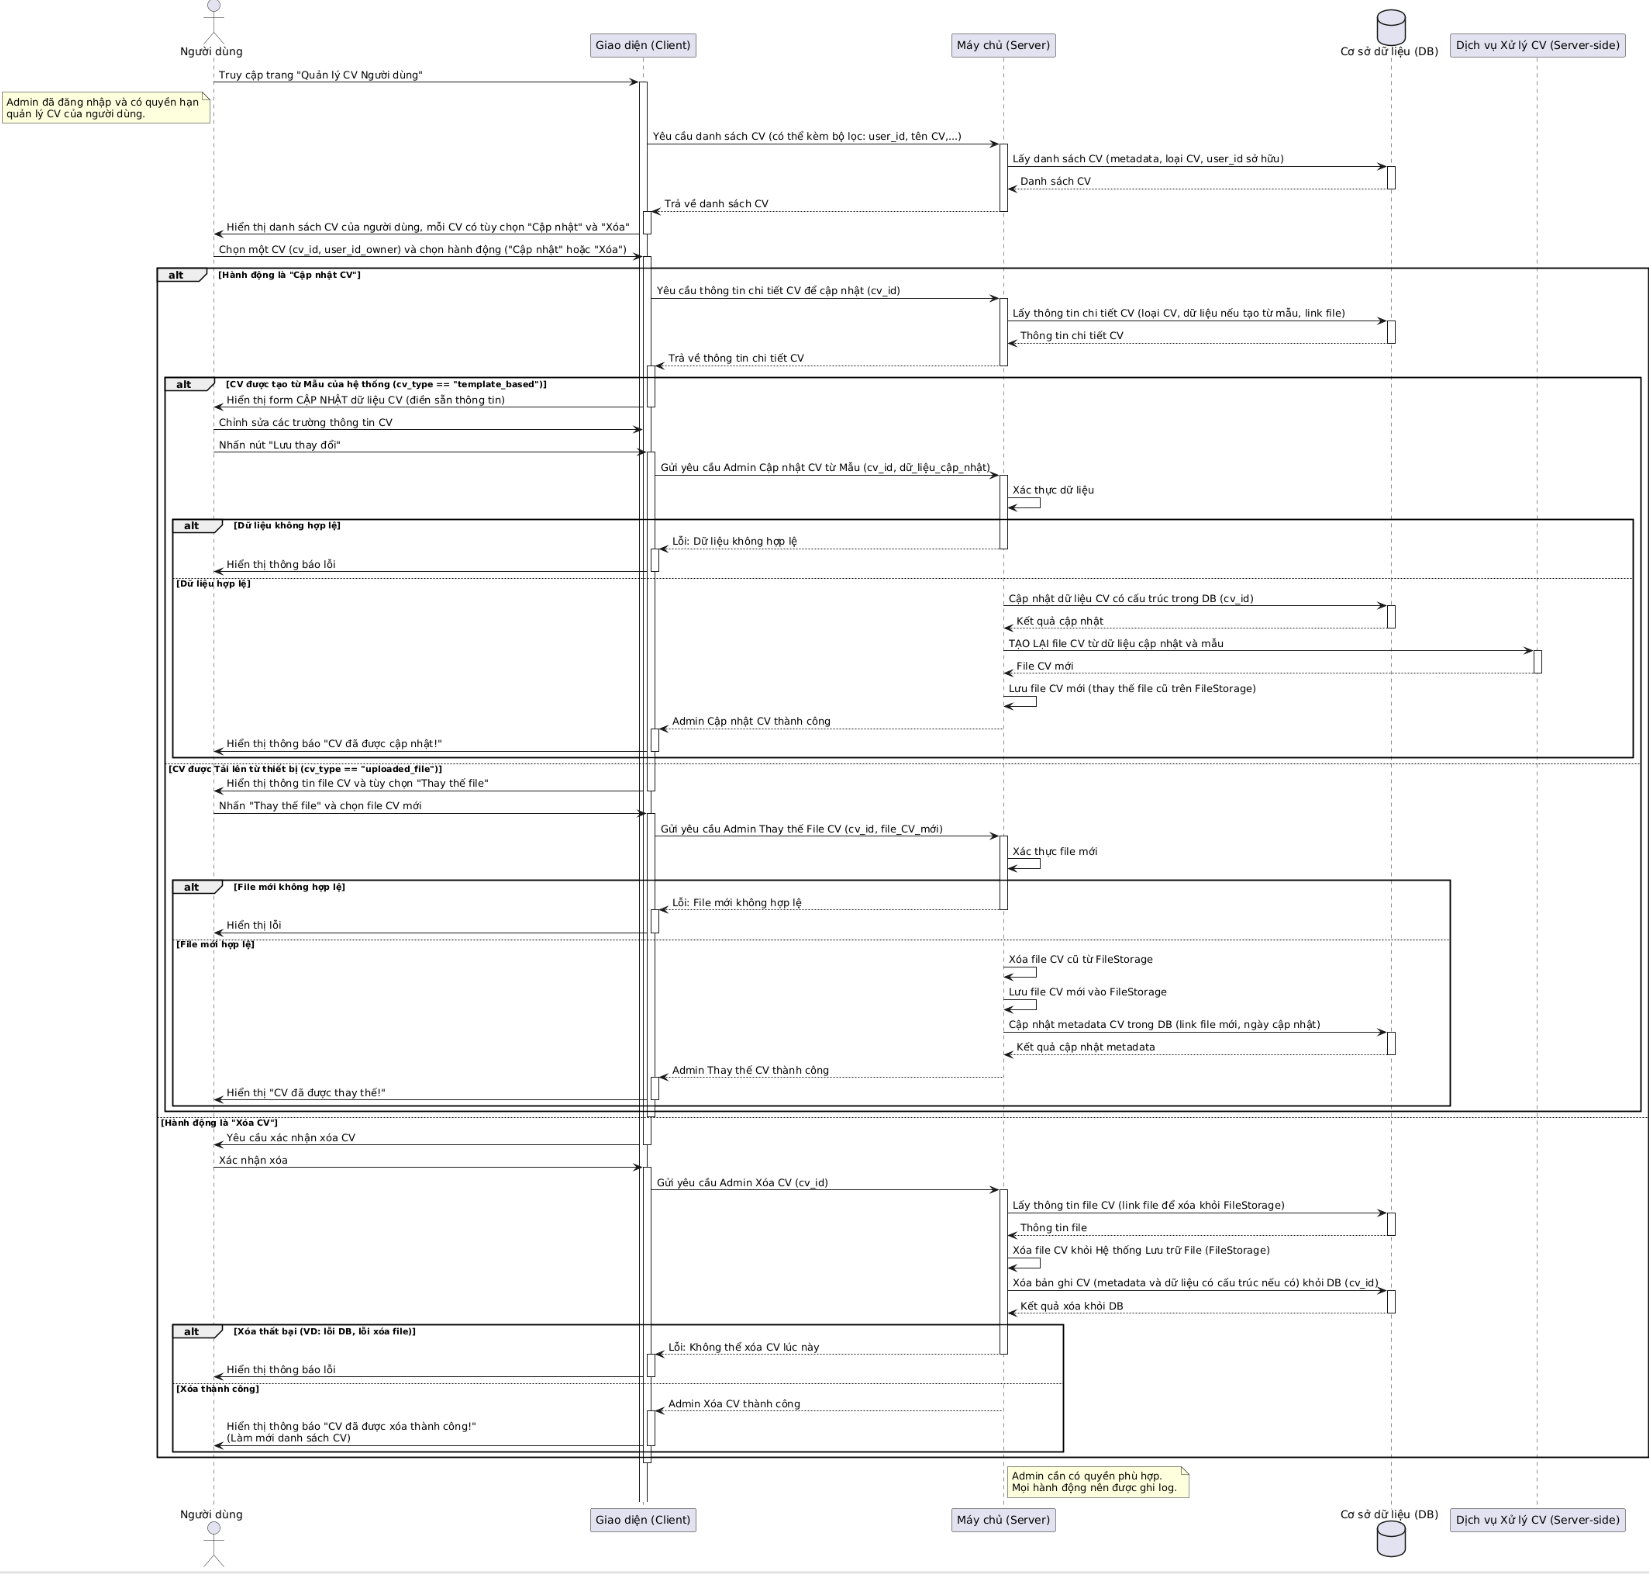 Người dùng
Giao diện (Client)
Máy chủ (Server)
Cơ sở dữ liệu (DB)
Dịch vụ Xử lý CV (Server-side)
Truy cập trang "Quản lý CV Người dùng"
Admin đã đăng nhập và có quyền hạn
quản lý CV của người dùng.
Yêu cầu danh sách CV (có thể kèm bộ lọc: user_id, tên CV,...)
Lấy danh sách CV (metadata, loại CV, user_id sở hữu)
Danh sách CV
Trả về danh sách CV
Hiển thị danh sách CV của người dùng, mỗi CV có tùy chọn "Cập nhật" và "Xóa"
Chọn một CV (cv_id, user_id_owner) và chọn hành động ("Cập nhật" hoặc "Xóa")
alt [Hành động là "Cập nhật CV"]
Yêu cầu thông tin chi tiết CV để cập nhật (cv_id)
Lấy thông tin chi tiết CV (loại CV, dữ liệu nếu tạo từ mẫu, link file)
Thông tin chi tiết CV
Trả về thông tin chi tiết CV
alt [CV được tạo từ Mẫu của hệ thống (cv_type == "template_based")]
Hiển thị form CẬP NHẬT dữ liệu CV (điền sẵn thông tin)
Chỉnh sửa các trường thông tin CV
Nhấn nút "Lưu thay đổi"
Gửi yêu cầu Admin Cập nhật CV từ Mẫu (cv_id, dữ_liệu_cập_nhật)
Xác thực dữ liệu
alt [Dữ liệu không hợp lệ]
Lỗi: Dữ liệu không hợp lệ
Hiển thị thông báo lỗi
[Dữ liệu hợp lệ]
Cập nhật dữ liệu CV có cấu trúc trong DB (cv_id)
Kết quả cập nhật
TẠO LẠI file CV từ dữ liệu cập nhật và mẫu
File CV mới
Lưu file CV mới (thay thế file cũ trên FileStorage)
Admin Cập nhật CV thành công
Hiển thị thông báo "CV đã được cập nhật!"
[CV được Tải lên từ thiết bị (cv_type == "uploaded_file")]
Hiển thị thông tin file CV và tùy chọn "Thay thế file"
Nhấn "Thay thế file" và chọn file CV mới
Gửi yêu cầu Admin Thay thế File CV (cv_id, file_CV_mới)
Xác thực file mới
alt [File mới không hợp lệ]
Lỗi: File mới không hợp lệ
Hiển thị lỗi
[File mới hợp lệ]
Xóa file CV cũ từ FileStorage
Lưu file CV mới vào FileStorage
Cập nhật metadata CV trong DB (link file mới, ngày cập nhật)
Kết quả cập nhật metadata
Admin Thay thế CV thành công
Hiển thị "CV đã được thay thế!"
[Hành động là "Xóa CV"]
Yêu cầu xác nhận xóa CV
Xác nhận xóa
Gửi yêu cầu Admin Xóa CV (cv_id)
Lấy thông tin file CV (link file để xóa khỏi FileStorage)
Thông tin file
Xóa file CV khỏi Hệ thống Lưu trữ File (FileStorage)
Xóa bản ghi CV (metadata và dữ liệu có cấu trúc nếu có) khỏi DB (cv_id)
Kết quả xóa khỏi DB
alt [Xóa thất bại (VD: lỗi DB, lỗi xóa file)]
Lỗi: Không thể xóa CV lúc này
Hiển thị thông báo lỗi
[Xóa thành công]
Admin Xóa CV thành công
Hiển thị thông báo "CV đã được xóa thành công!"
(Làm mới danh sách CV)
Admin cần có quyền phù hợp.
Mọi hành động nên được ghi log.
Người dùng
Giao diện (Client)
Máy chủ (Server)
Cơ sở dữ liệu (DB)
Dịch vụ Xử lý CV (Server-side)